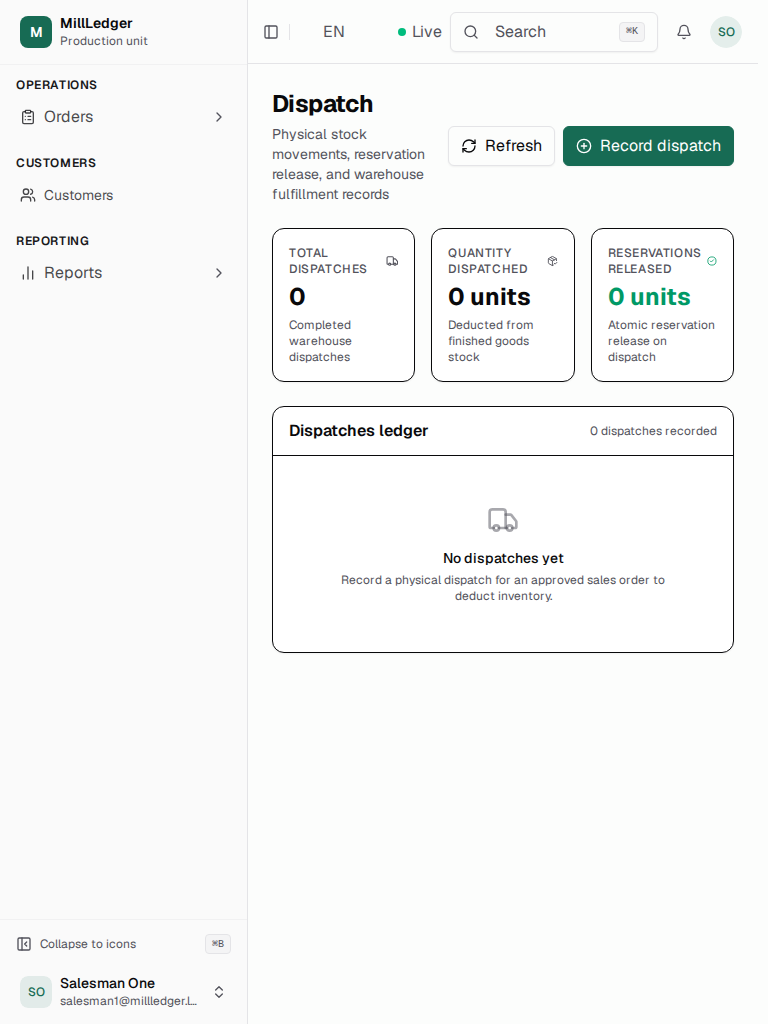 M
MillLedger
Production unit
OPERATIONS
Orders
CUSTOMERS
Customers
REPORTING
Reports
Collapse to icons
⌘B
SO
Salesman One
salesman1@millledger.l...
EN
Live
Search
⌘K
SO
Dispatch
Physical stock
movements, reservation
release, and warehouse
fulfillment records
Refresh
Record dispatch
TOTAL
DISPATCHES
0
Completed
warehouse
dispatches
QUANTITY
DISPATCHED
0 units
Deducted from
finished goods
stock
RESERVATIONS
RELEASED
0 units
Atomic reservation
release on
dispatch
Dispatches ledger
0 dispatches recorded
No dispatches yet
Record a physical dispatch for an approved sales order to
deduct inventory.